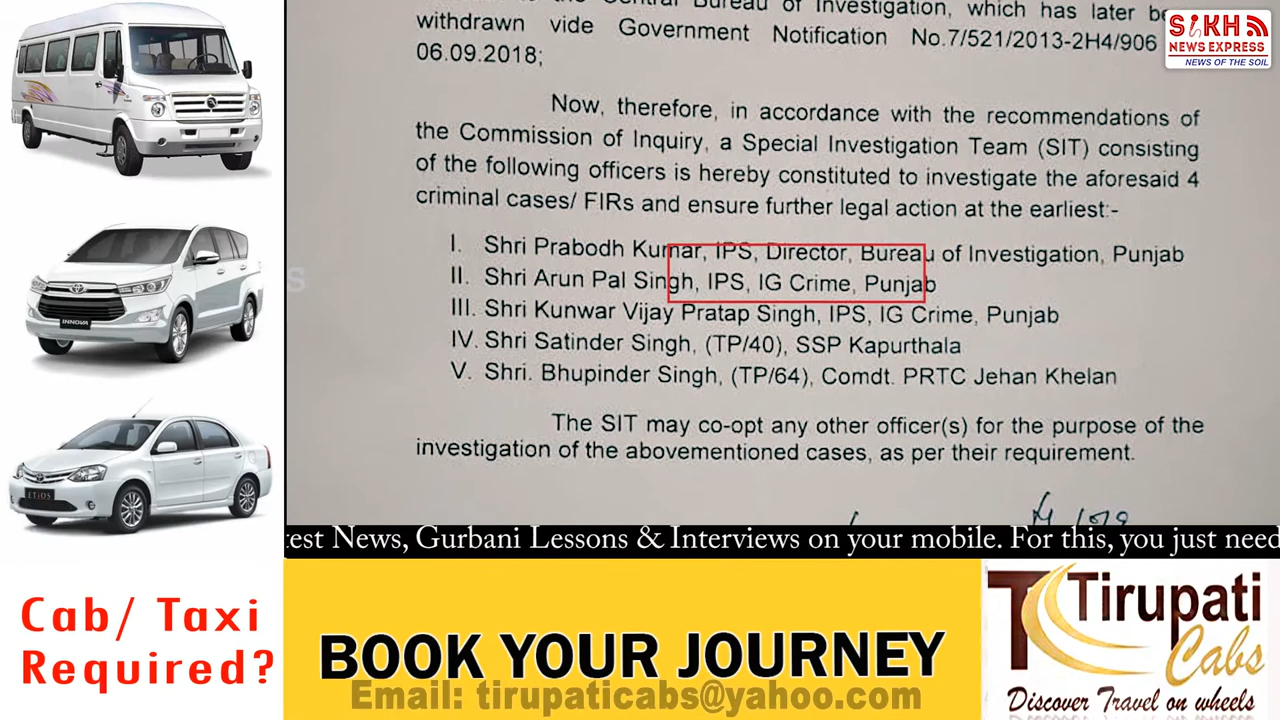 Central Bureau of Investigation, which has later
withdrawn vide Government Notification No.7/521/2013-2H4/906
06.09.2018;
Now, therefore, in accordance with the recommendations of
the Commission of Inquiry, a Special Investigation Team (SIT) consisting
of the following officers is hereby constituted to investigate the aforesaid 4
criminal cases/ FIRs and ensure further legal action at the earliest:-
I. Shri Prabodh Kumar, IPS, Director, Bureau of Investigation, Punjab
II. Shri Arun Pal Singh, IPS, IG Crime, Punjab
III. Shri Kunwar Vijay Pratap Singh, IPS, IG Crime, Punjab
IV. Shri Satinder Singh, (TP/40), SSP Kapurthala
V. Shri. Bhupinder Singh, (TP/64), Comdt. PRTC Jehan Khelan
The SIT may co-opt any other officer(s) for the purpose of the
investigation of the abovementioned cases, as per their requirement.
SIKH
NEWS EXPRESS
NEWS OF THE SOIL
INNOVA
ETIOS
News, Gurbani Lessons & Interviews on your mobile. For this, you just need
Cab/ Taxi
Required?
BOOK YOUR JOURNEY
Email: tirupaticabs@yahoo.com
Tirupati
Cabs
Discover Travel on wheels